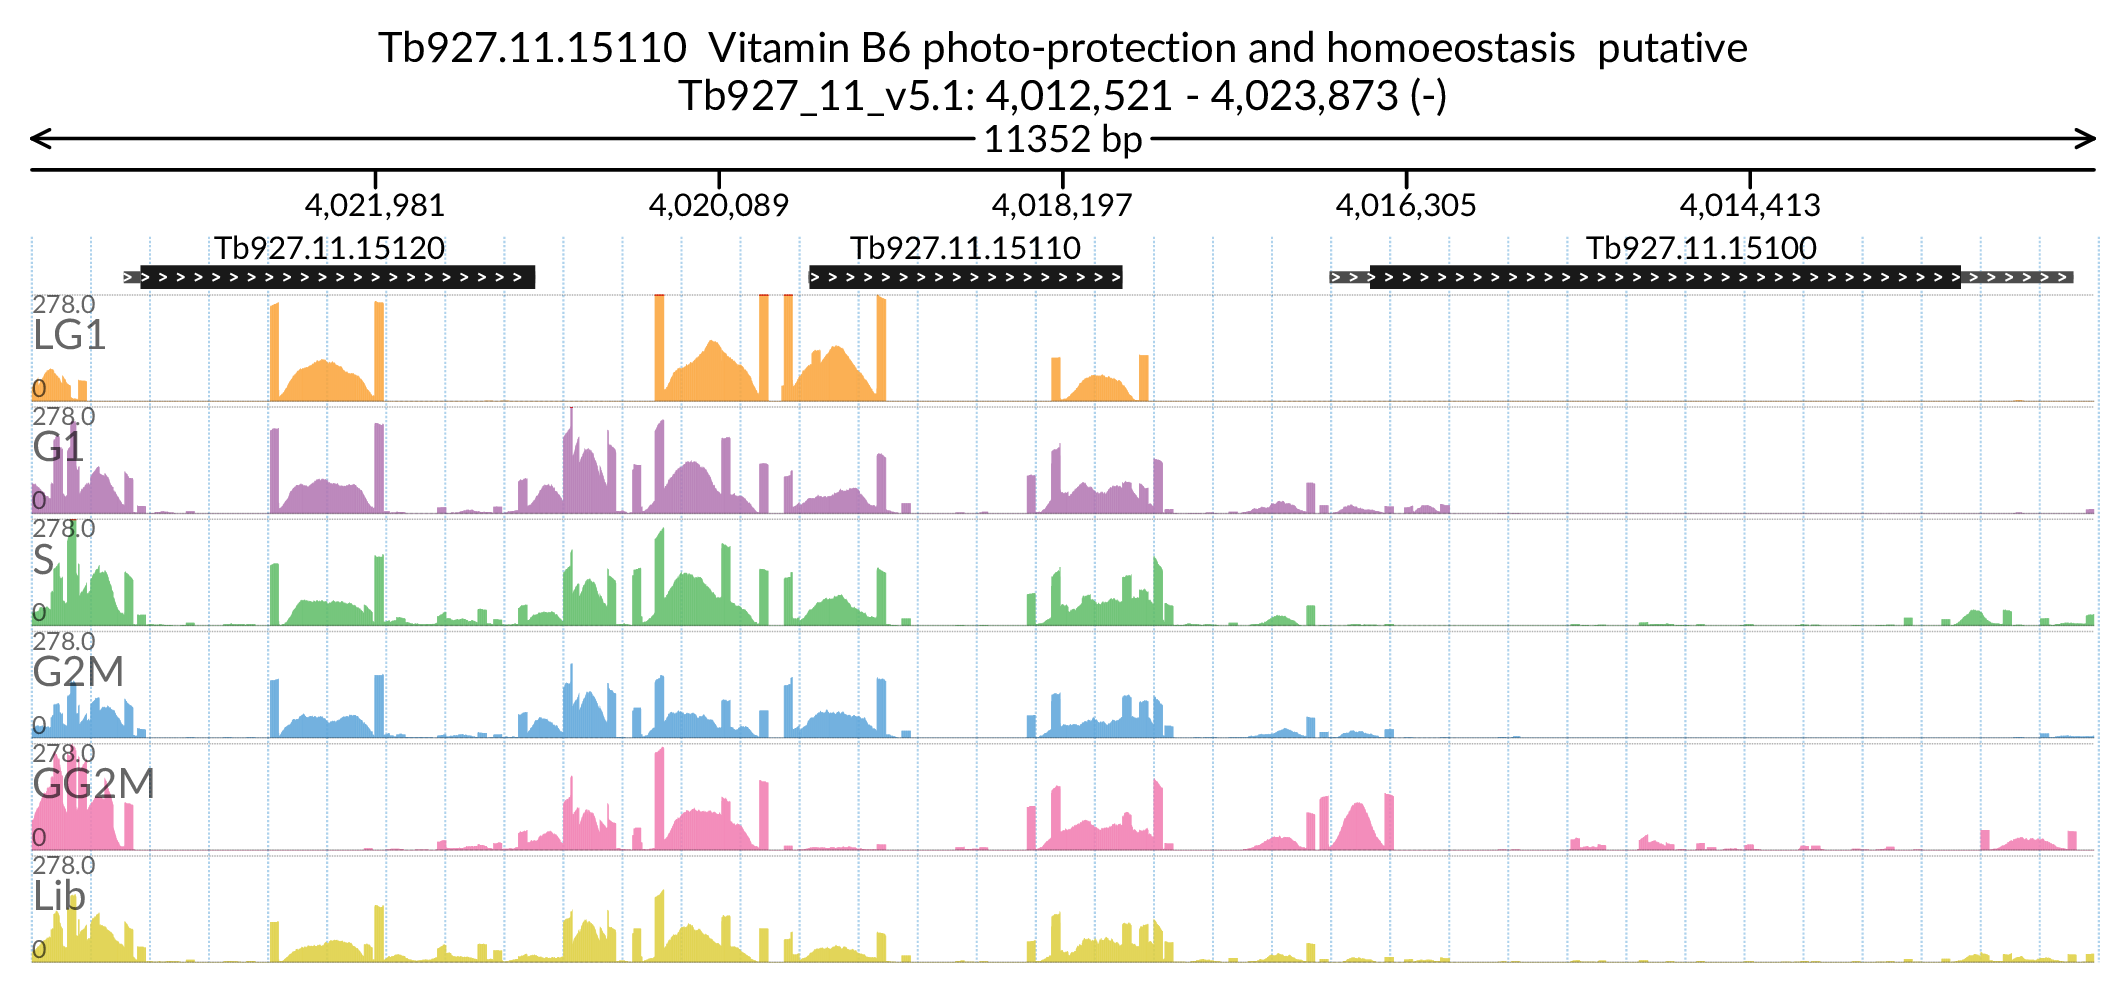 Tb927.11.15110  Vitamin B6 photo-protection and homoeostasis  putative
Tb927_11_v5.1: 4,012,521 - 4,023,873 (-)
11352 bp
4,021,981 4,020,089 4,018,197 4,016,305 4,014,413
Tb927.11.15120 Tb927.11.15110 Tb927.11.15100
278.0
LG1
0
278.0
G1
0
278.0
S
0
278.0
G2M
0
278.0
GG2M
0
278.0
Lib
0